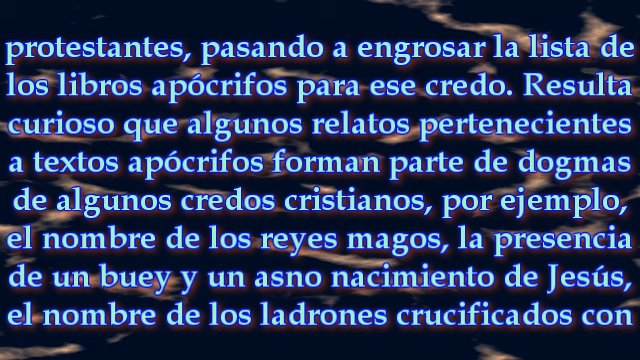 protestantes, pasando a engrosar la lista de
los libros apócrifos para ese credo. Resulta
curioso que algunos relatos pertenecientes
a textos apócrifos forman parte de dogmas
de algunos credos cristianos, por ejemplo,
el nombre de los reyes magos, la presencia
de un buey y un asno nacimiento de Jesús,
el nombre de los ladrones crucificados con